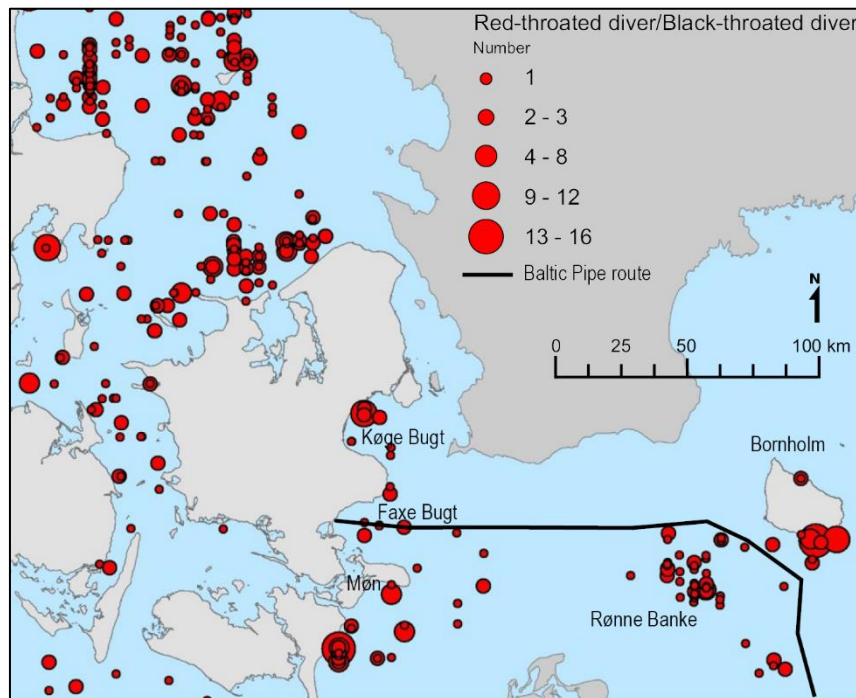 Red-throated diver/Black-throated diver
Number
1
2 - 3
4 - 8
9 - 12
13 - 16
Baltic Pipe route
N
0 25 50 100 km
Køge Bugt
Bornholm
Faxe Bugt
Møn
Rønne Banke